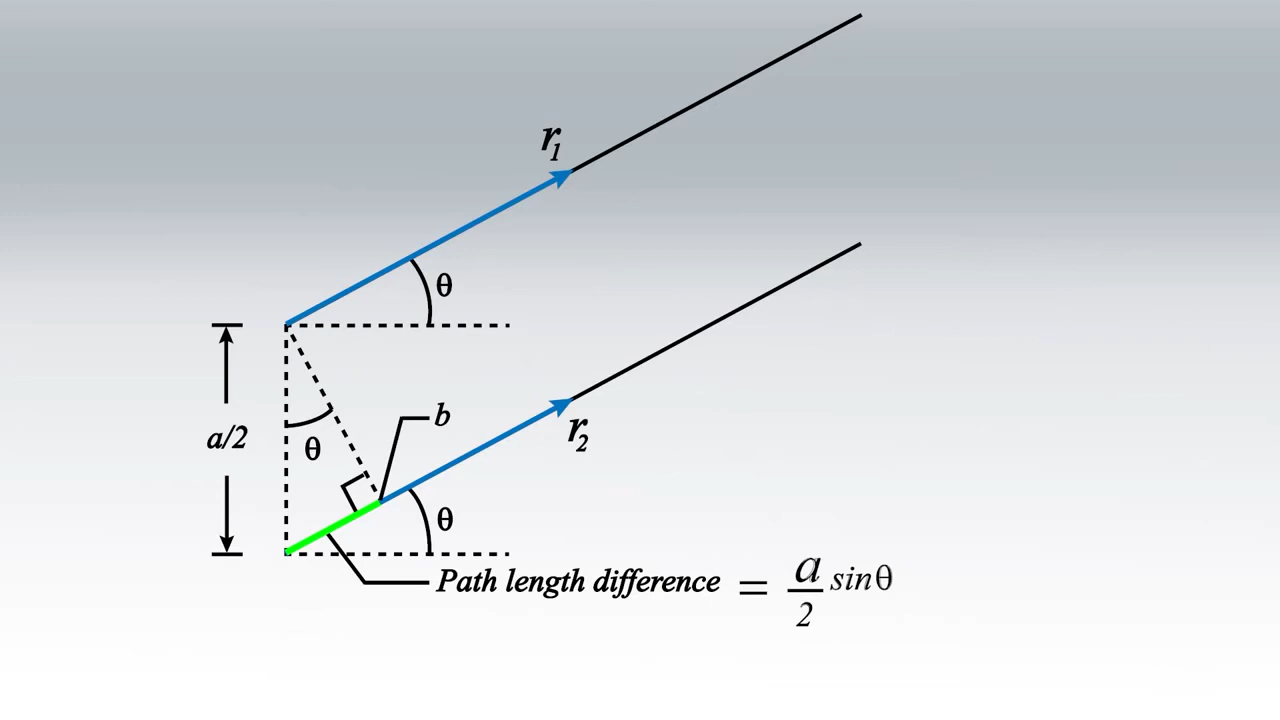 r₁
θ
a/2
θ
b
r₂
θ
Path length difference = a/2 sinθ